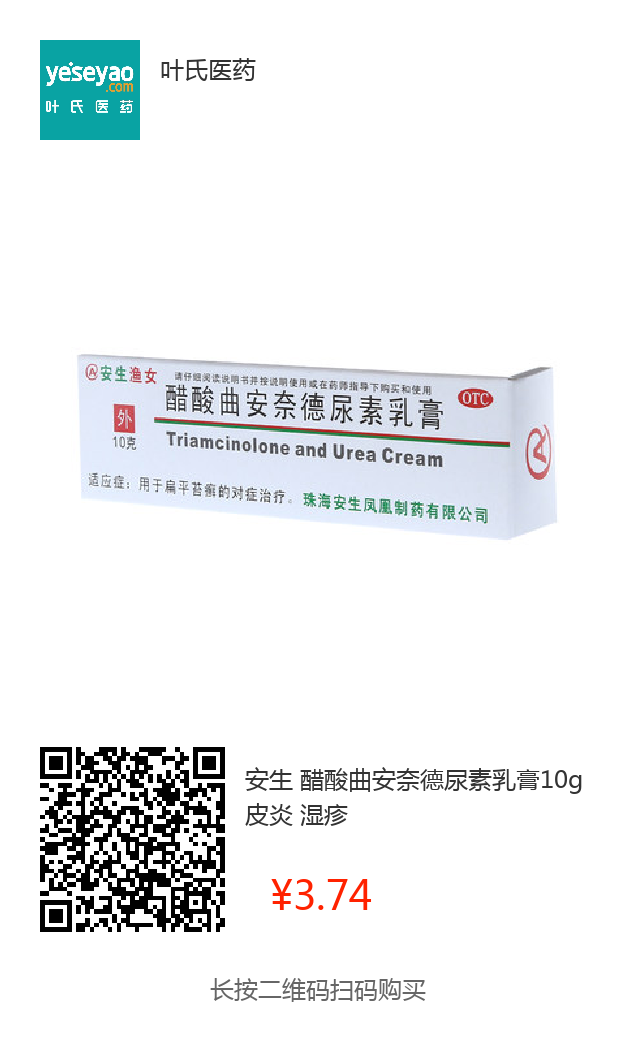 yeseyao
.com
叶氏医药
叶氏医药
安生渔女
请仔细阅读说明书并按说明使用或在药师指导下购买和使用
醋酸曲安奈德尿素乳膏
OTC
外
10克
Triamcinolone and Urea Cream
适应症：用于扁平苔癣的对症治疗。
珠海安生凤凰制药有限公司
安生 醋酸曲安奈德尿素乳膏10g
皮炎 湿疹
¥3.74
长按二维码扫码购买